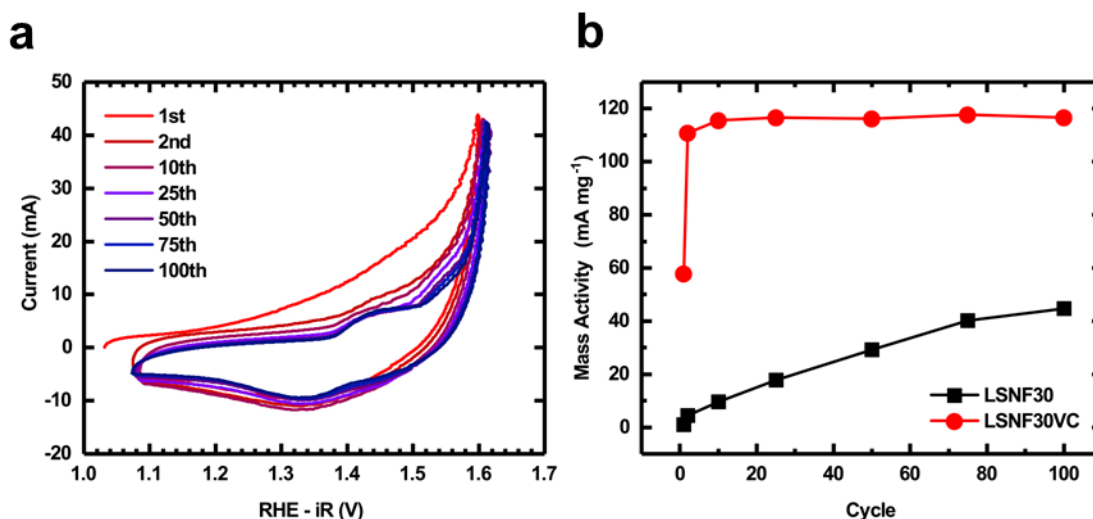 a
50
40
30
20
10
0
-10
-20
Current (mA)
1st
2nd
10th
25th
50th
75th
100th
1.0 1.1 1.2 1.3 1.4 1.5 1.6 1.7
RHE - iR (V)
b
120
100
80
60
40
20
0
Mass Activity (mA mg⁻¹)
LSNF30
LSNF30VC
0 20 40 60 80 100
Cycle